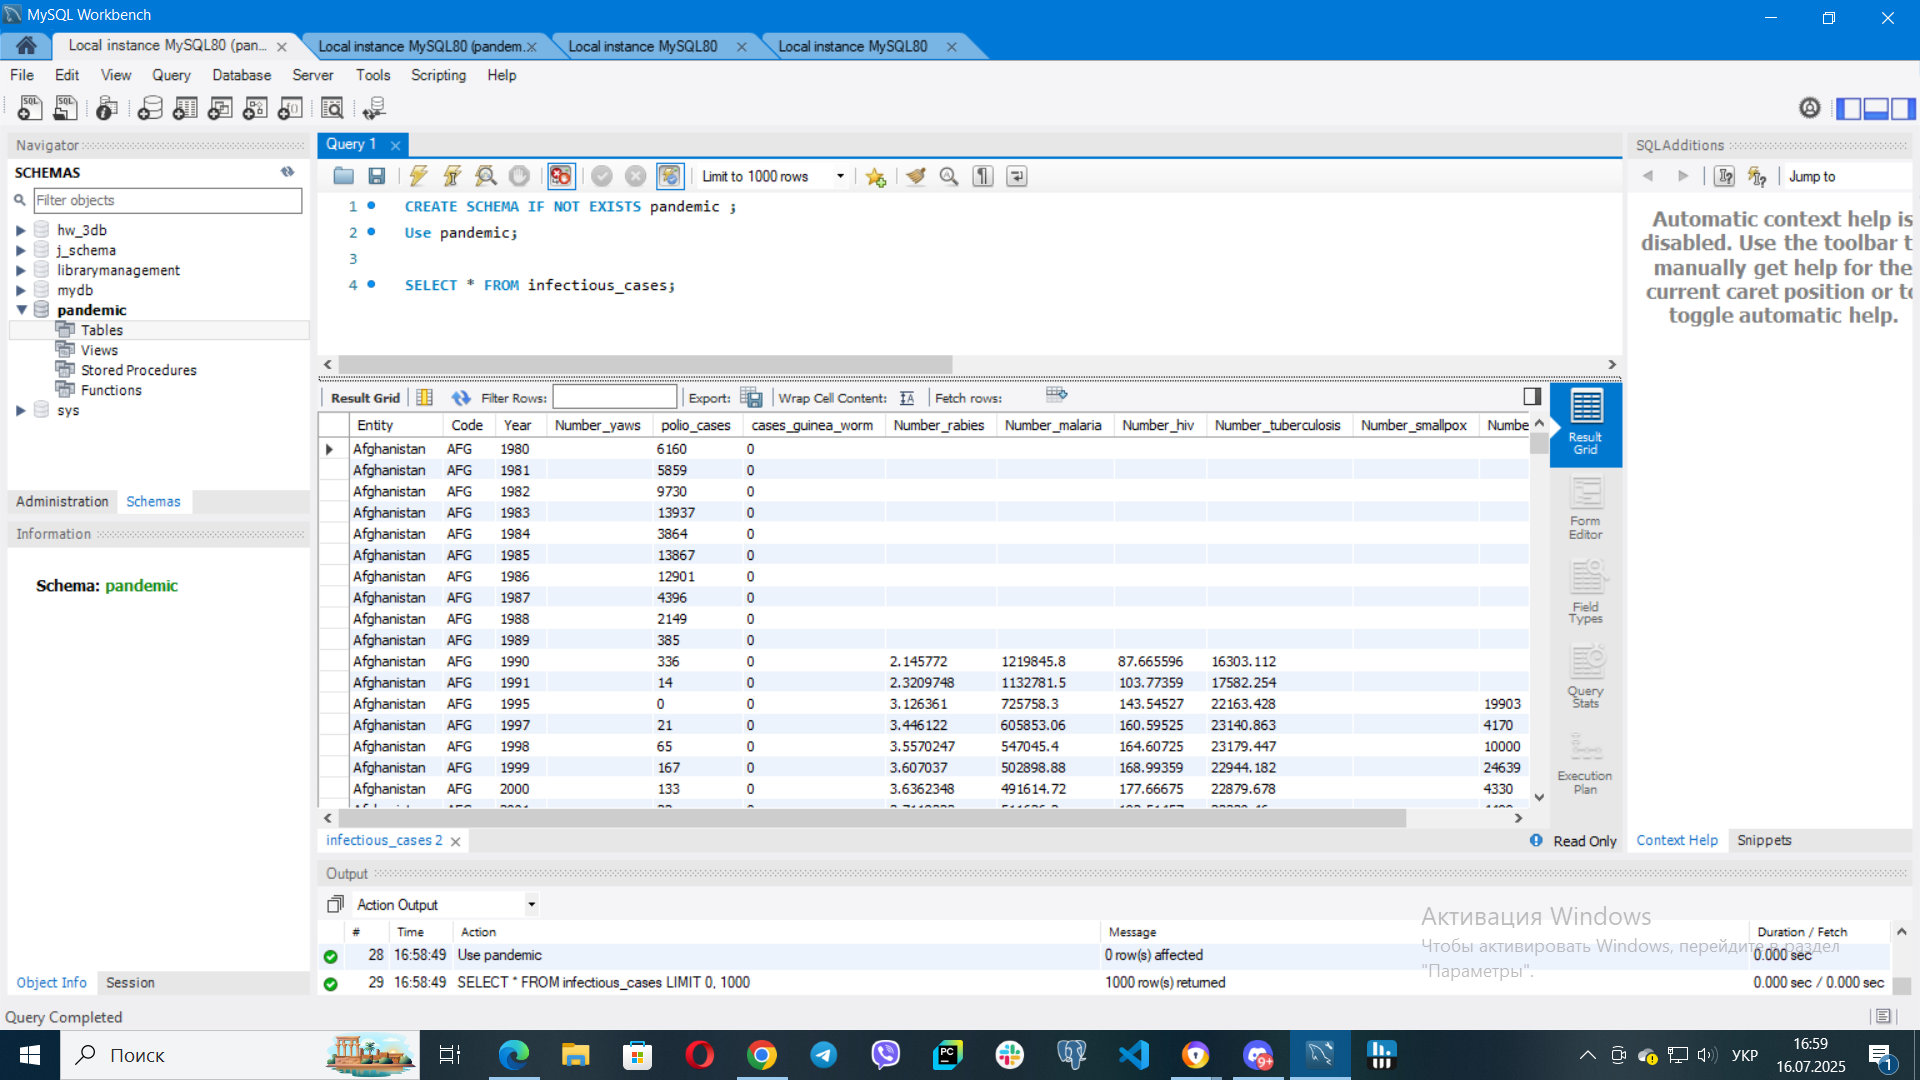 MySQL Workbench
Local instance MySQL80 (pan...
Local instance MySQL80 (pandem...
Local instance MySQL80
Local instance MySQL80
File Edit View Query Database Server Tools Scripting Help
Navigator
SCHEMAS
Filter objects
hw_3db
j_schema
librarymanagement
mydb
pandemic
Tables
Views
Stored Procedures
Functions
sys
Administration Schemas
Information
Schema: pandemic
Object Info Session
Query 1
Limit to 1000 rows
1 CREATE SCHEMA IF NOT EXISTS pandemic ;
2 Use pandemic;
3
4 SELECT * FROM infectious_cases;
Result Grid Filter Rows: Export: Wrap Cell Content: Fetch rows:
Entity Code Year Number_yaws polio_cases cases_guinea_worm Number_rabies Number_malaria Number_hiv Number_tuberculosis Number_smallpox Numbe
Afghanistan AFG 1980 6160 0
Afghanistan AFG 1981 5859 0
Afghanistan AFG 1982 9730 0
Afghanistan AFG 1983 13937 0
Afghanistan AFG 1984 3864 0
Afghanistan AFG 1985 13867 0
Afghanistan AFG 1986 12901 0
Afghanistan AFG 1987 4396 0
Afghanistan AFG 1988 2149 0
Afghanistan AFG 1989 385 0
Afghanistan AFG 1990 336 0 2.145772 1219845.8 87.665596 16303.112
Afghanistan AFG 1991 14 0 2.3209748 1132781.5 103.77359 17582.254
Afghanistan AFG 1995 0 0 3.126361 725758.3 143.54527 22163.428 19903
Afghanistan AFG 1997 21 0 3.446122 605853.06 160.59525 23140.863 4170
Afghanistan AFG 1998 65 0 3.5570247 547045.4 164.60725 23179.447 10000
Afghanistan AFG 1999 167 0 3.607037 502898.88 168.99359 22944.182 24639
Afghanistan AFG 2000 133 0 3.6362348 491614.72 177.66675 22879.678 4330
Result Grid
Form Editor
Field Types
Query Stats
Execution Plan
infectious_cases 2
Read Only
SQLAdditions
Jump to
Automatic context help is
disabled. Use the toolbar t
manually get help for the
current caret position or to
toggle automatic help.
Context Help Snippets
Output
Action Output
# Time Action Message Duration / Fetch
28 16:58:49 Use pandemic 0 row(s) affected 0.000 sec
29 16:58:49 SELECT * FROM infectious_cases LIMIT 0, 1000 1000 row(s) returned 0.000 sec / 0.000 sec
Активация Windows
Чтобы активировать Windows, перейдите в раздел
"Параметры".
Query Completed
Поиск
PC
9+
УКР
16:59
16.07.2025
1